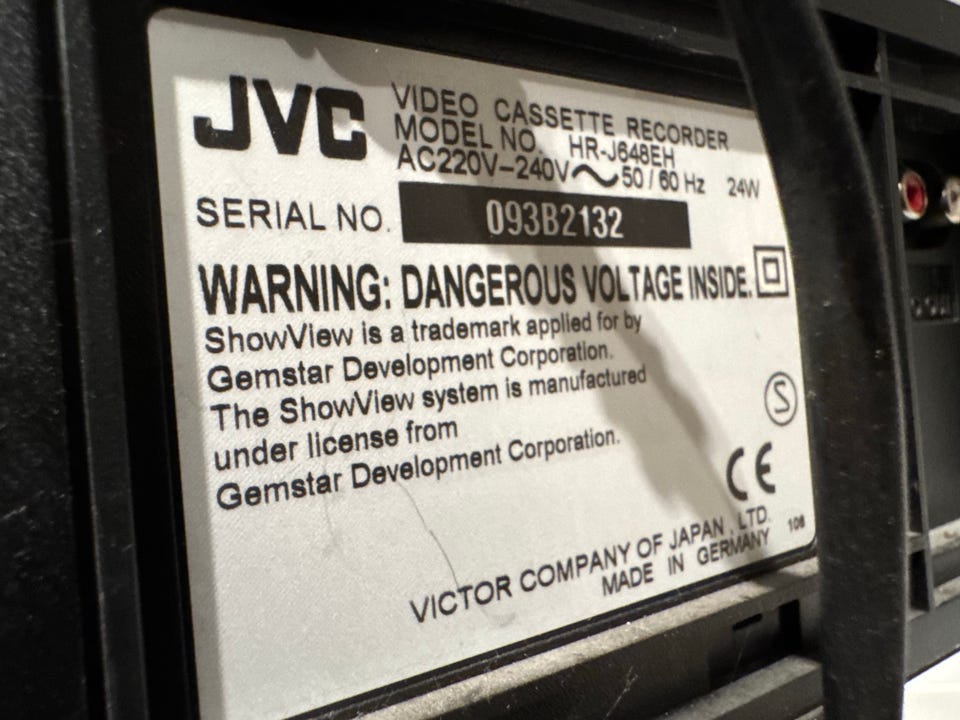 JVC
VIDEO CASSETTE RECORDER
MODEL NO. HR-J648EH
AC220V–240V∼50/60 Hz 24W
SERIAL NO. 093B2132
WARNING: DANGEROUS VOLTAGE INSIDE.
ShowView is a trademark applied for by
Gemstar Development Corporation.
The ShowView system is manufactured
under license from
Gemstar Development Corporation.
S
CE
VICTOR COMPANY OF JAPAN, LTD.
MADE IN GERMANY
106